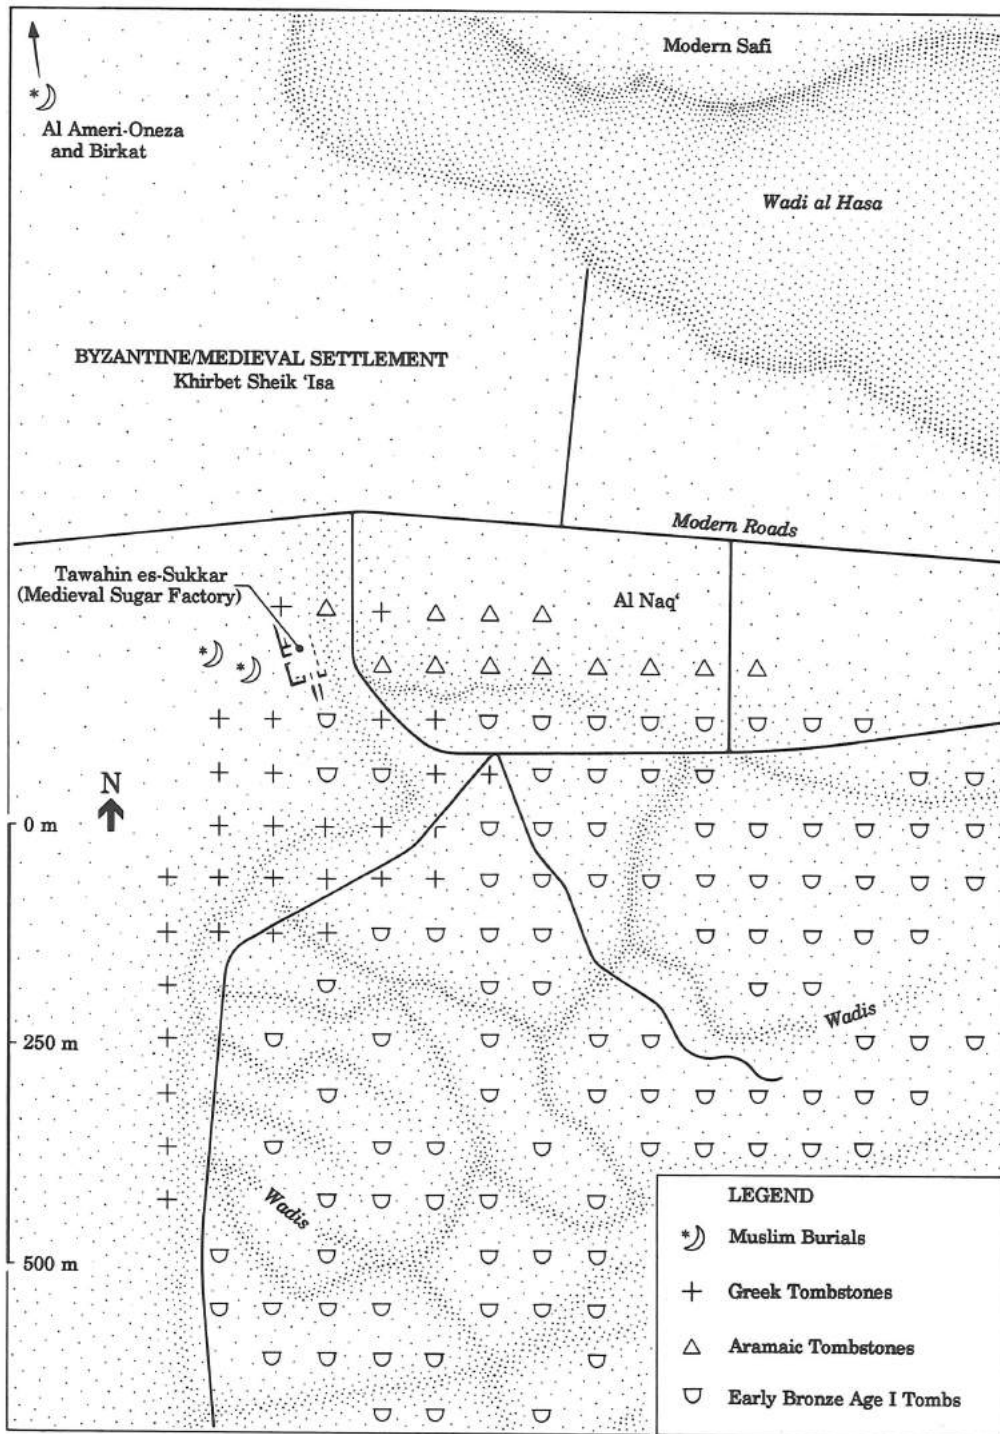 Modern Safi
Al Ameri-Oneza
and Birkat
Wadi al Hasa
BYZANTINE/MEDIEVAL SETTLEMENT
Khirbet Sheik ‘Isa
Modern Roads
Tawahin es-Sukkar
(Medieval Sugar Factory)
Al Naq‘
N
0 m
Wadis
250 m
Wadis
500 m
LEGEND
Muslim Burials
Greek Tombstones
Aramaic Tombstones
Early Bronze Age I Tombs